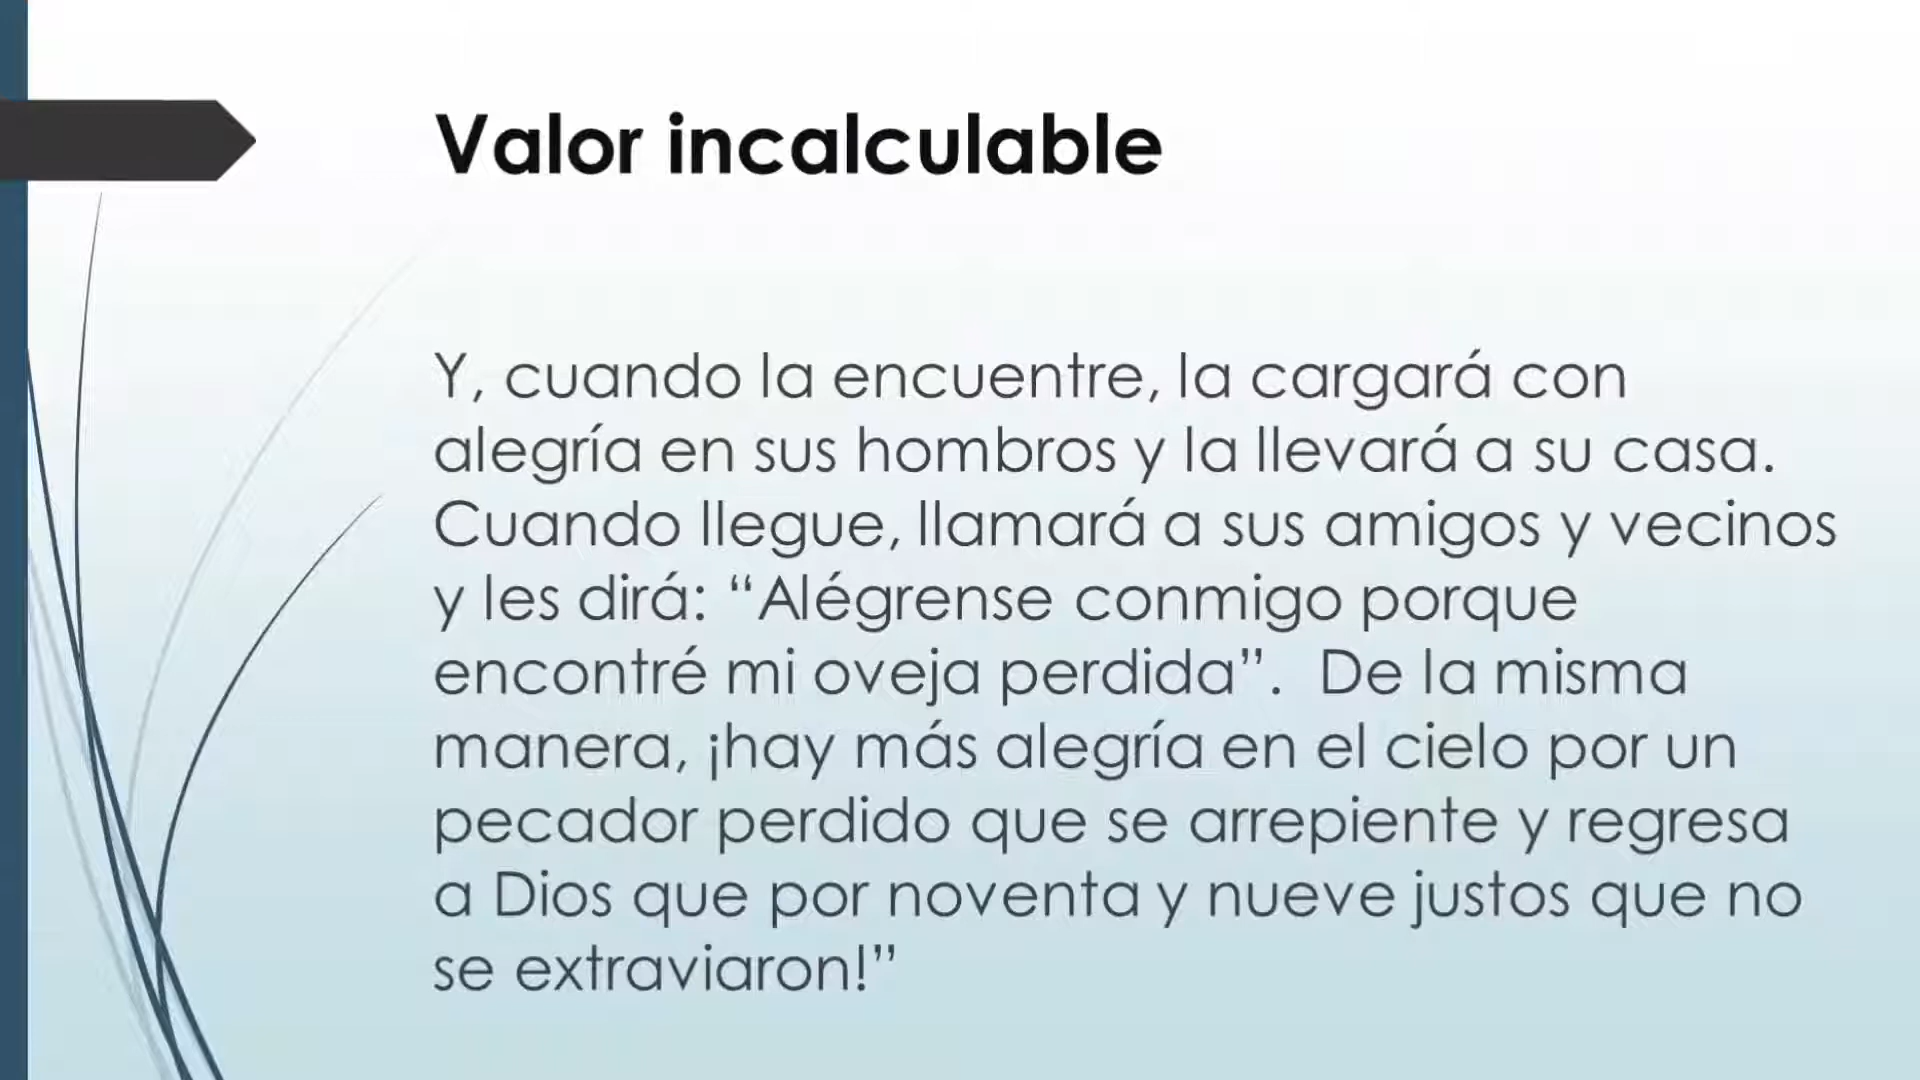 Valor incalculable
Y, cuando la encuentre, la cargará con
alegría en sus hombros y la llevará a su casa.
Cuando llegue, llamará a sus amigos y vecinos
y les dirá: “Alégrense conmigo porque
encontré mi oveja perdida”.  De la misma
manera, ¡hay más alegría en el cielo por un
pecador perdido que se arrepiente y regresa
a Dios que por noventa y nueve justos que no
se extraviaron!”